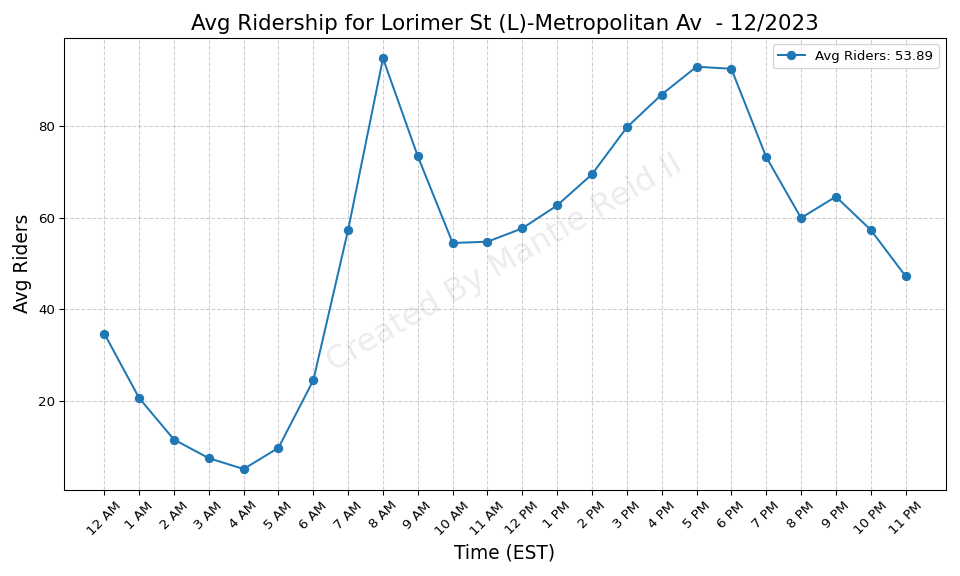 Avg Ridership for Lorimer St (L)-Metropolitan Av  - 12/2023
Avg Riders: 53.89
Avg Riders
80
60
40
20
Created By Mantle Reid II
12 AM
1 AM
2 AM
3 AM
4 AM
5 AM
6 AM
7 AM
8 AM
9 AM
10 AM
11 AM
12 PM
1 PM
2 PM
3 PM
4 PM
5 PM
6 PM
7 PM
8 PM
9 PM
10 PM
11 PM
Time (EST)